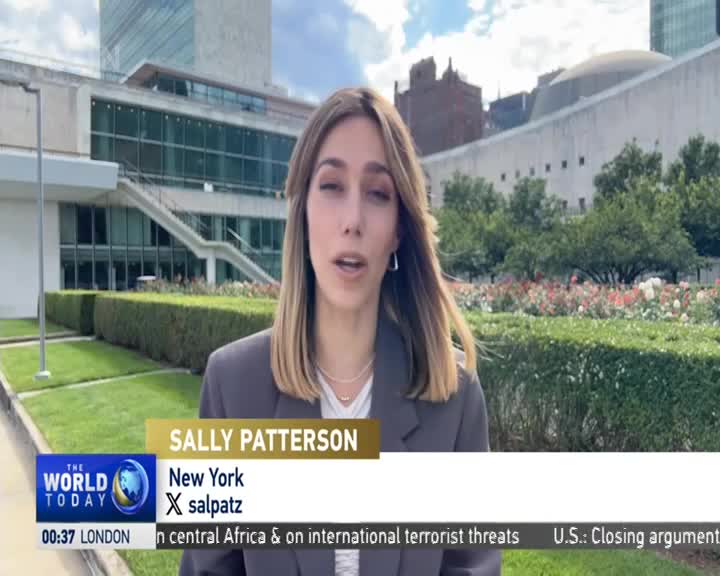 SALLY PATTERSON
New York
X salpatz
THE
WORLD
TODAY
00:37 LONDON
n central Africa & on international terrorist threats U.S.: Closing argument